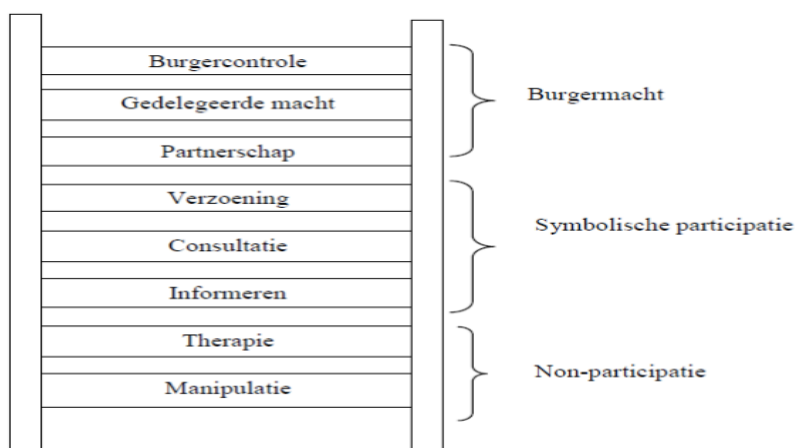 Burgercontrole
Gedelegeerde macht
Partnerschap
Burgermacht
Verzoening
Consultatie
Informeren
Symbolische participatie
Therapie
Manipulatie
Non-participatie